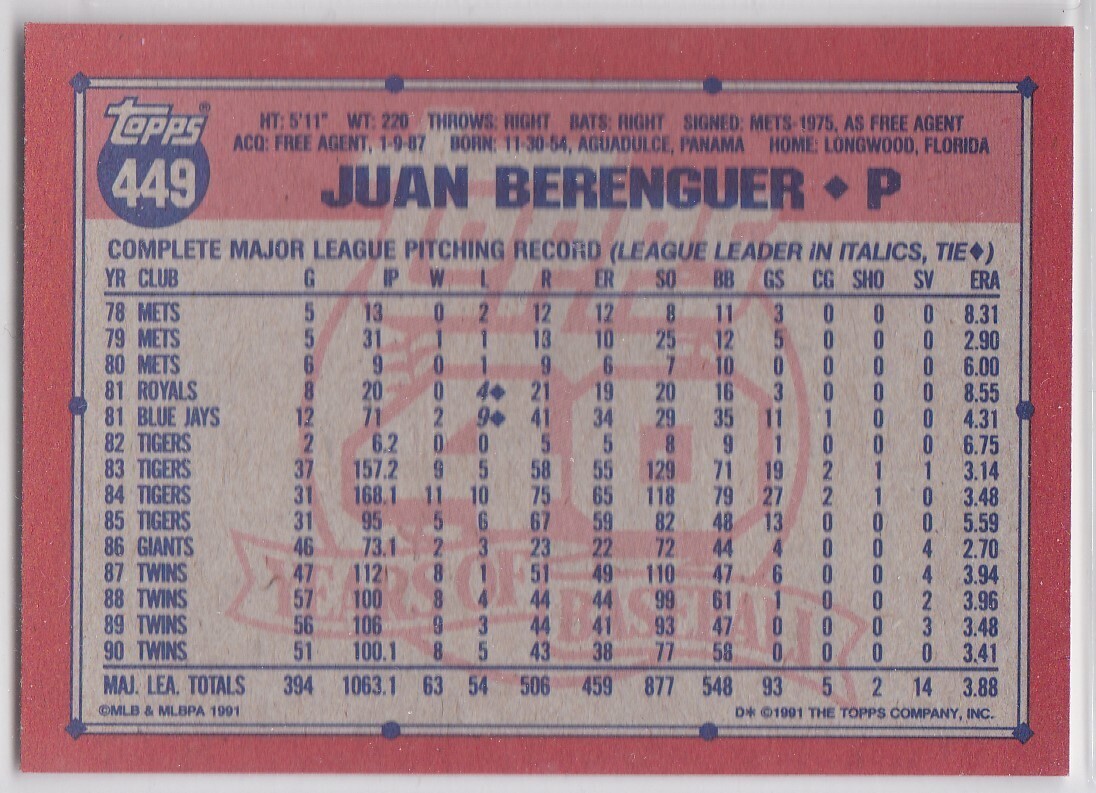 Topps®
449
HT: 5'11" WT: 220 THROWS: RIGHT BATS: RIGHT SIGNED: METS-1975, AS FREE AGENT
ACQ: FREE AGENT, 1-9-87 BORN: 11-30-54, AGUADULCE, PANAMA HOME: LONGWOOD, FLORIDA
JUAN BERENGUER ◆ P
COMPLETE MAJOR LEAGUE PITCHING RECORD (LEAGUE LEADER IN ITALICS, TIE◆)
YR CLUB G IP W L R ER SO BB GS CG SHO SV ERA
78 METS 5 13 0 2 12 12 8 11 3 0 0 0 8.31
79 METS 5 31 1 1 13 10 25 12 5 0 0 0 2.90
80 METS 6 9 0 1 9 6 7 10 0 0 0 0 6.00
81 ROYALS 8 20 0 4◆ 21 19 20 16 3 0 0 0 8.55
81 BLUE JAYS 12 71 2 9◆ 41 34 29 35 11 1 0 0 4.31
82 TIGERS 2 6.2 0 0 5 5 8 9 1 0 0 0 6.75
83 TIGERS 37 157.2 9 5 58 55 129 71 19 2 1 1 3.14
84 TIGERS 31 168.1 11 10 75 65 118 79 27 2 1 0 3.48
85 TIGERS 31 95 5 6 67 59 82 48 13 0 0 0 5.59
86 GIANTS 46 73.1 2 3 23 22 72 44 4 0 0 4 2.70
87 TWINS 47 112 8 1 51 49 110 47 6 0 0 4 3.94
88 TWINS 57 100 8 4 44 44 99 61 1 0 0 2 3.96
89 TWINS 56 106 9 3 44 41 93 47 0 0 0 3 3.48
90 TWINS 51 100.1 8 5 43 38 77 58 0 0 0 0 3.41
MAJ. LEA. TOTALS 394 1063.1 63 54 506 459 877 548 93 5 2 14 3.88
©MLB & MLBPA 1991 D* ©1991 THE TOPPS COMPANY, INC.
Topps
40
YEARS OF BASEBALL